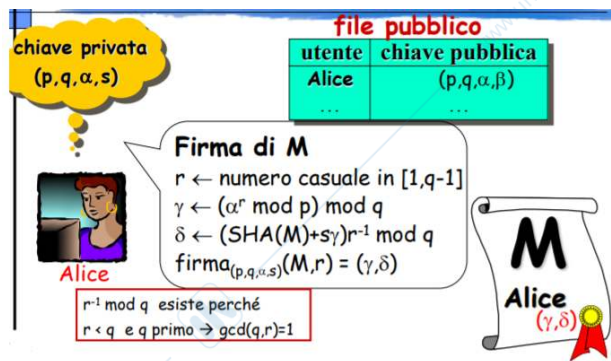 file pubblico
chiave privata
(p,q,α,s)
utente chiave pubblica
Alice (p,q,α,β)
... ...
Firma di M
r ← numero casuale in [1,q-1]
γ ← (αʳ mod p) mod q
δ ← (SHA(M)+sγ)r⁻¹ mod q
firma₍p,q,α,s₎(M,r) = (γ,δ)
Alice
r⁻¹ mod q esiste perché
r < q e q primo → gcd(q,r)=1
M
Alice
(γ,δ)